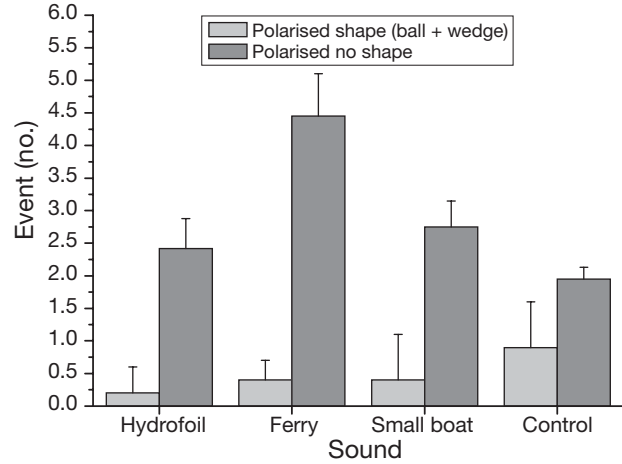 6.0
5.5
5.0
4.5
4.0
3.5
3.0
2.5
2.0
1.5
1.0
0.5
0.0
Event (no.)
Polarised shape (ball + wedge)
Polarised no shape
Hydrofoil Ferry Small boat Control
Sound